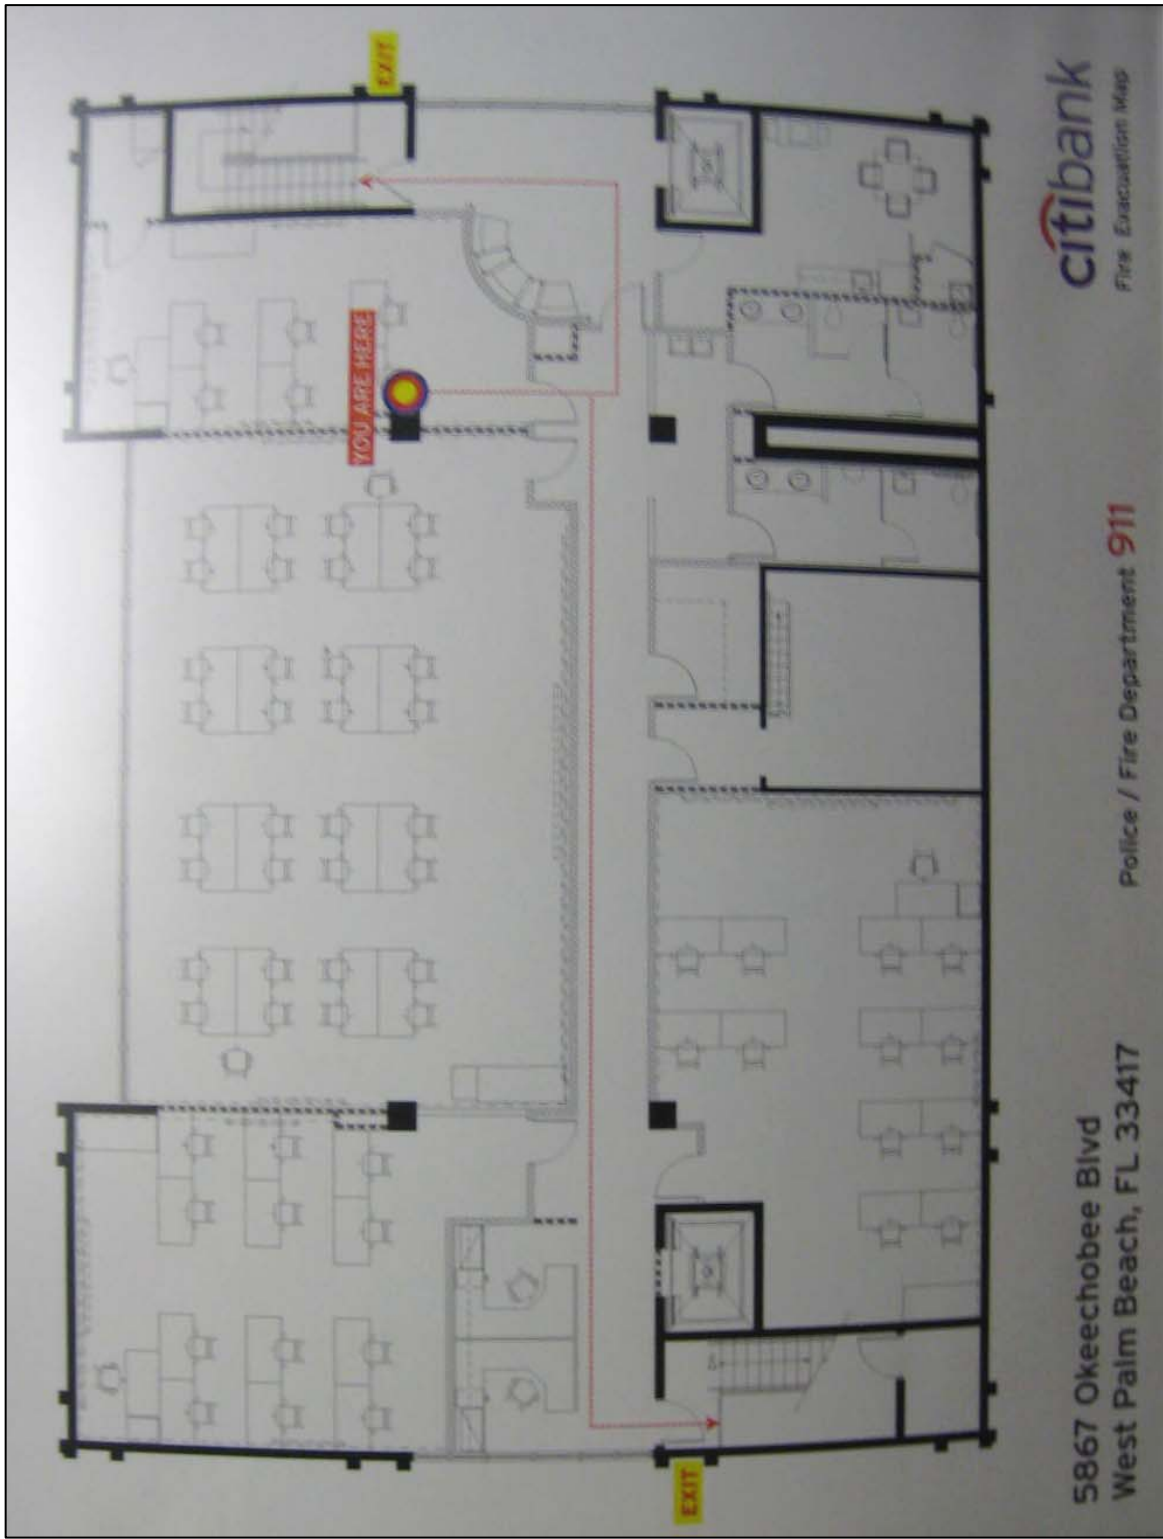 EXIT
YOU ARE HERE
EXIT
citibank
Fire Evacuation Map
Police / Fire Department 911
5867 Okeechobee Blvd
West Palm Beach, FL 33417